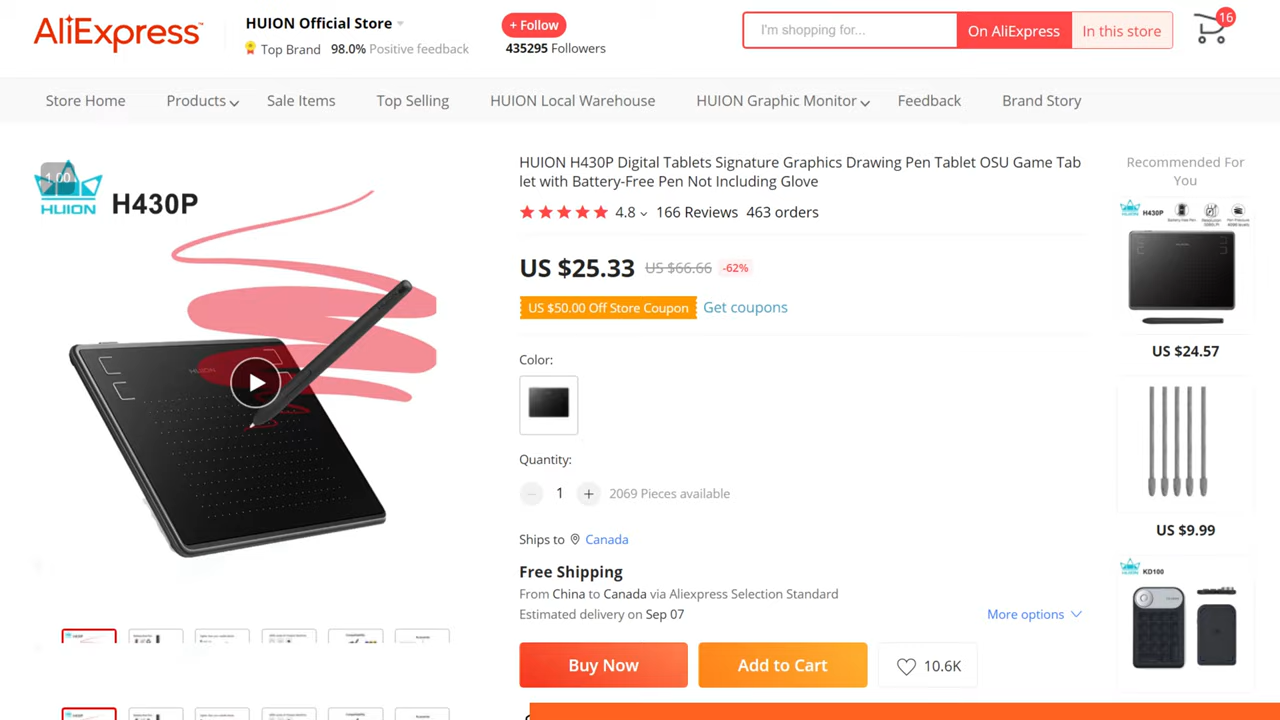 AliExpress™
HUION Official Store
Top Brand 98.0% Positive feedback
+ Follow
435295 Followers
I'm shopping for...
On AliExpress
In this store
16
Store Home
Products
Sale Items
Top Selling
HUION Local Warehouse
HUION Graphic Monitor
Feedback
Brand Story
1.00
HUION
H430P
HUION
HUION H430P Digital Tablets Signature Graphics Drawing Pen Tablet OSU Game Tab
let with Battery-Free Pen Not Including Glove
4.8
166 Reviews
463 orders
US $25.33
US $66.66
-62%
US $50.00 Off Store Coupon
Get coupons
Color:
Quantity:
1
2069 Pieces available
Ships to
Canada
Free Shipping
From China to Canada via Aliexpress Selection Standard
Estimated delivery on Sep 07
More options
Buy Now
Add to Cart
10.6K
Recommended For
You
HUION
H430P
US $24.57
US $9.99
HUION
KD100